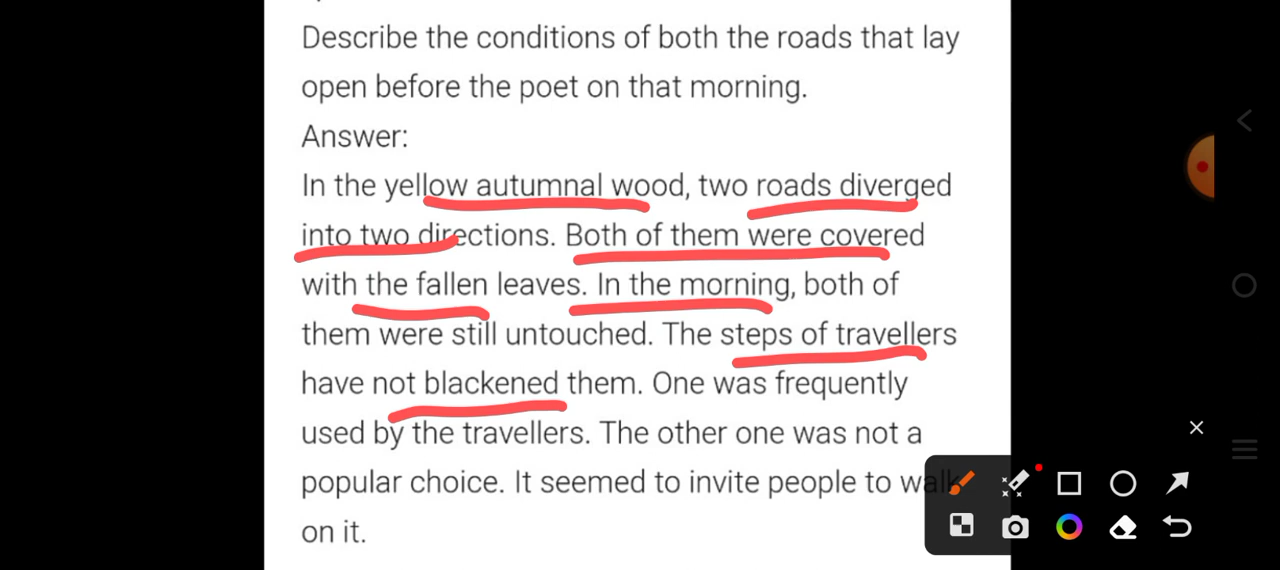 Describe the conditions of both the roads that lay
open before the poet on that morning.
Answer:
In the yellow autumnal wood, two roads diverged
into two directions. Both of them were covered
with the fallen leaves. In the morning, both of
them were still untouched. The steps of travellers
have not blackened them. One was frequently
used by the travellers. The other one was not a
popular choice. It seemed to invite people to walk
on it.